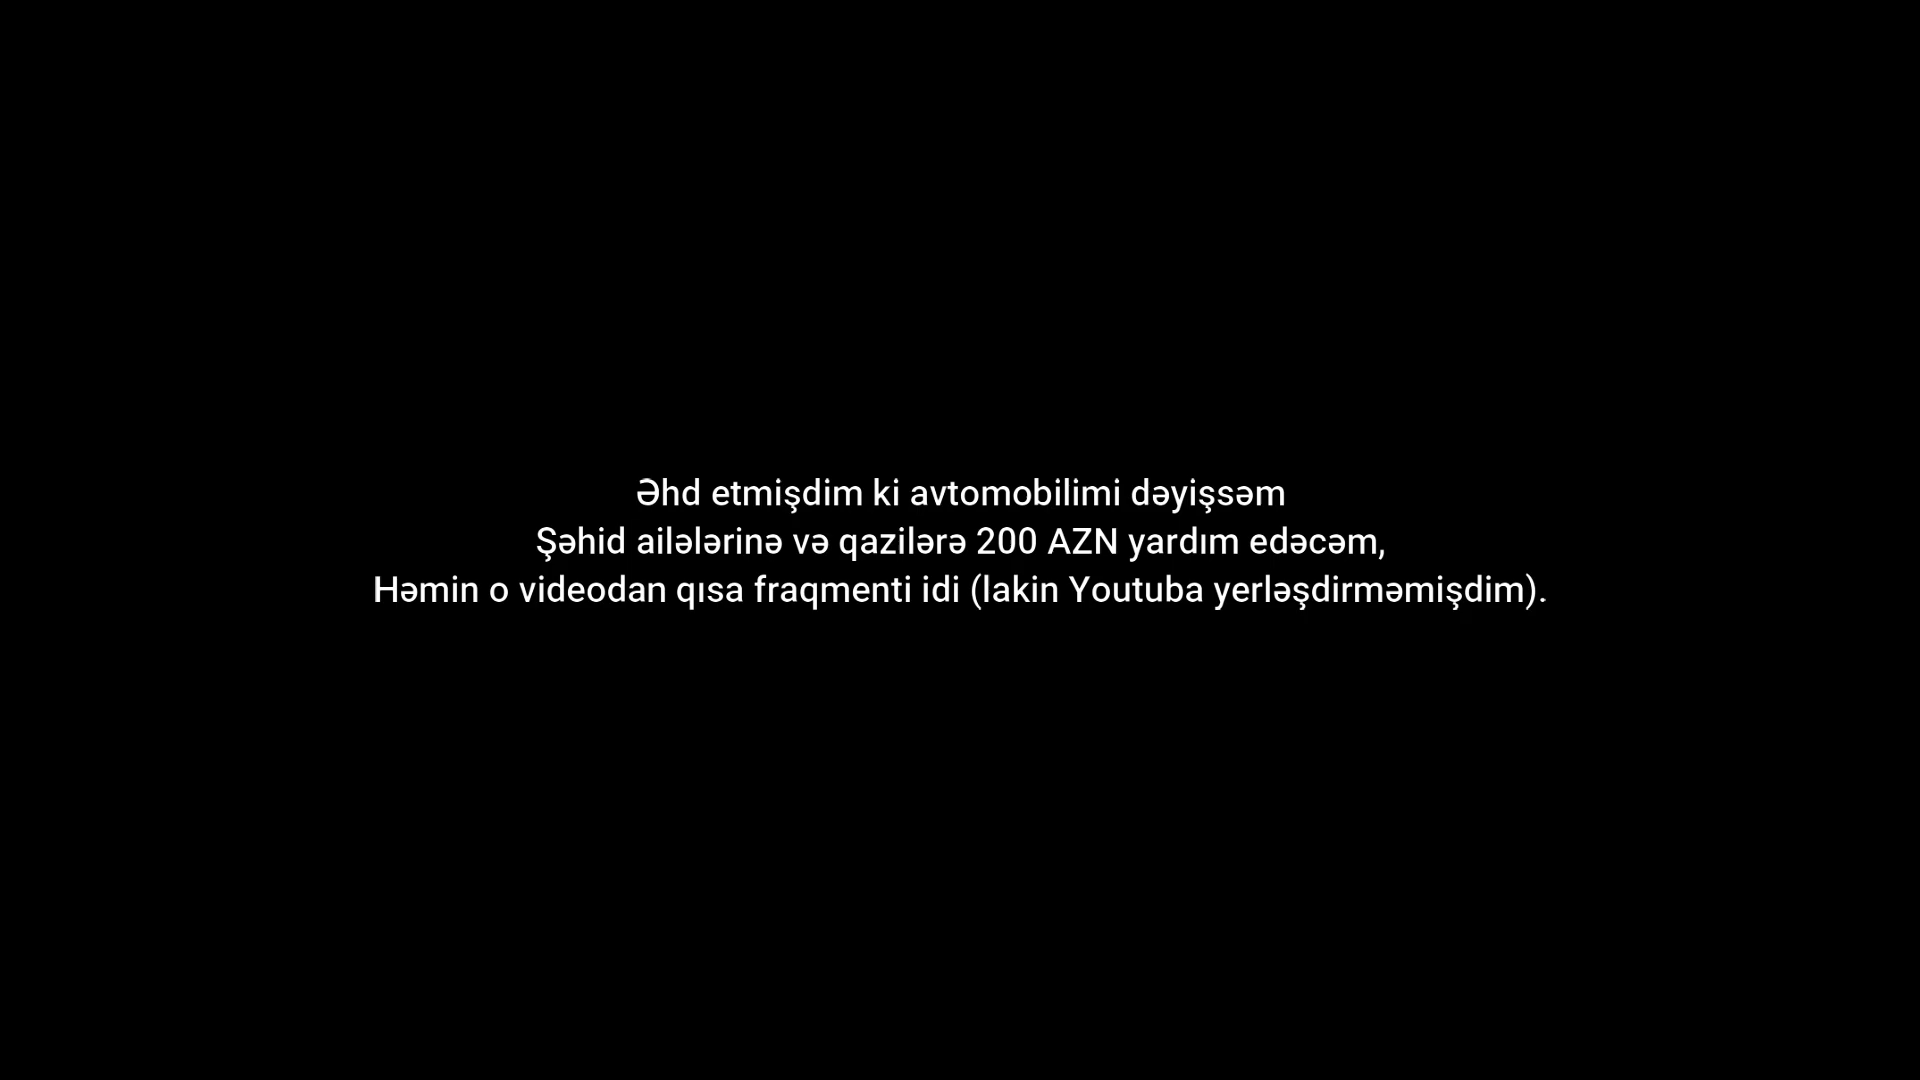 Əhd etmişdim ki avtomobilimi dəyişsəm
Şəhid ailələrinə və qazilərə 200 AZN yardım edəcəm,
Həmin o videodan qısa fraqmenti idi (lakin Youtuba yerləşdirməmişdim).